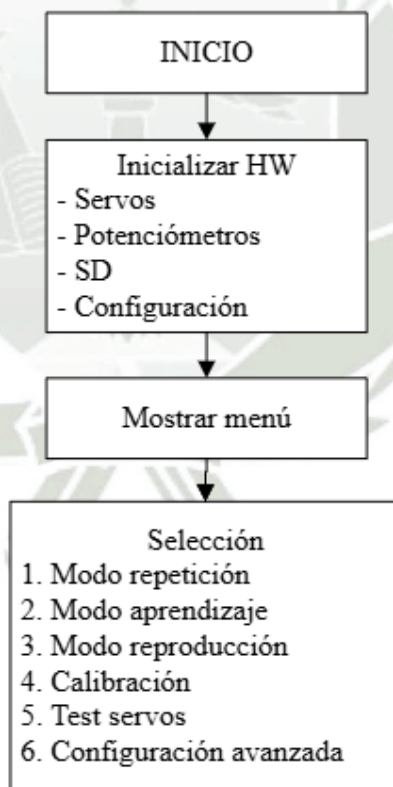 INICIO
Inicializar HW
- Servos
- Potenciómetros
- SD
- Configuración
Mostrar menú
Selección
1. Modo repetición
2. Modo aprendizaje
3. Modo reproducción
4. Calibración
5. Test servos
6. Configuración avanzada